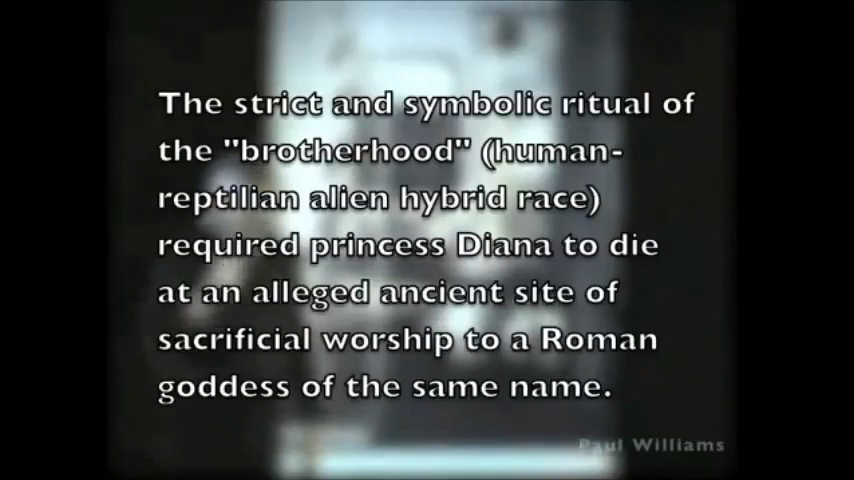 The strict and symbolic ritual of
the "brotherhood" (human-
reptilian alien hybrid race)
required princess Diana to die
at an alleged ancient site of
sacrificial worship to a Roman
goddess of the same name.
Paul Williams